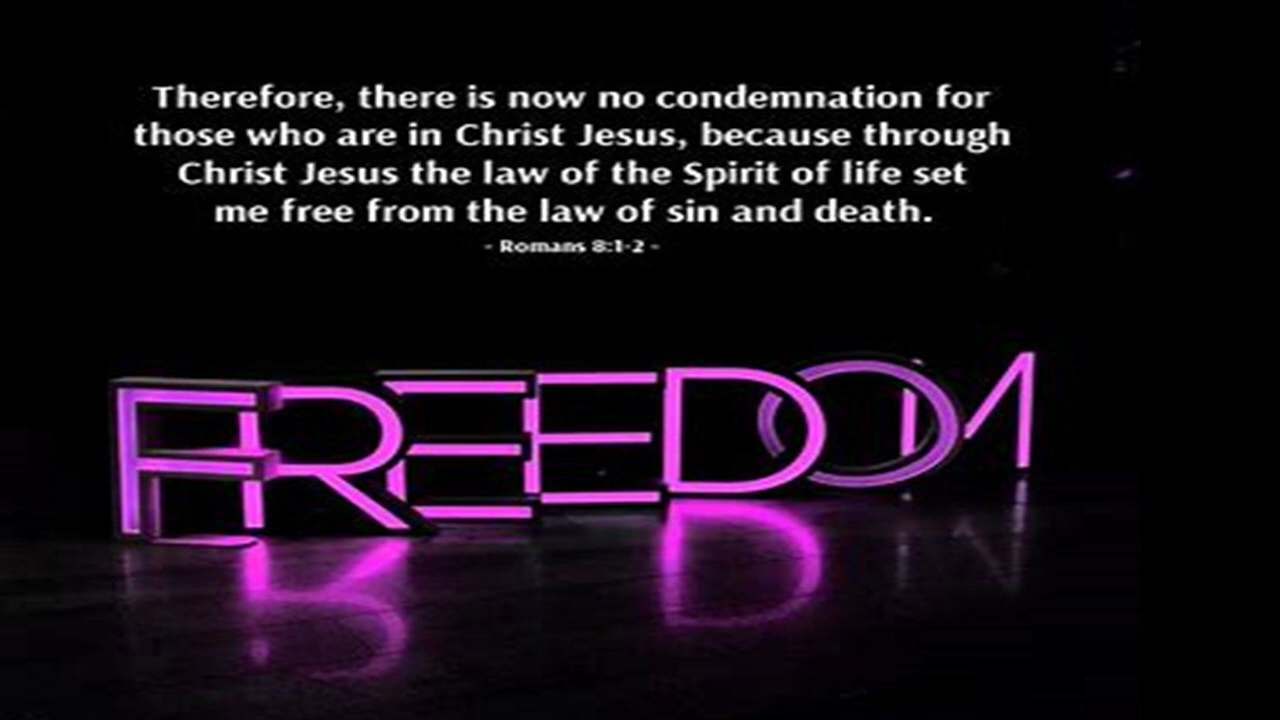 Therefore, there is now no condemnation for
those who are in Christ Jesus, because through
Christ Jesus the law of the Spirit of life set
me free from the law of sin and death.
- Romans 8:1-2 -
FREEDOM